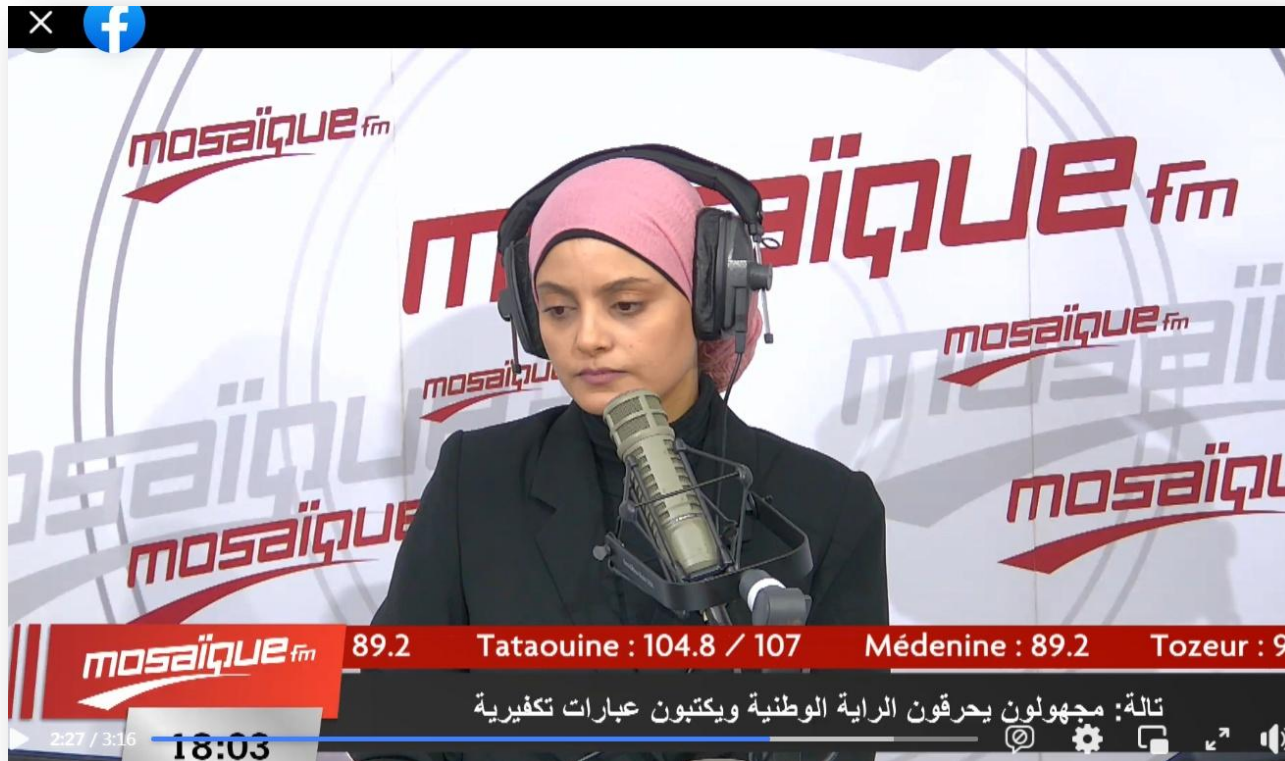 mosaïque fm
mosaïque fm
mosaïque fm
mosaïque
mosaïque
mosaïque
mosaïque fm
89.2 Tataouine : 104.8 / 107 Médenine : 89.2 Tozeur :
تالة: مجهولون يحرقون الراية الوطنية ويكتبون عبارات تكفيرية
2:27 / 3:16
18:03